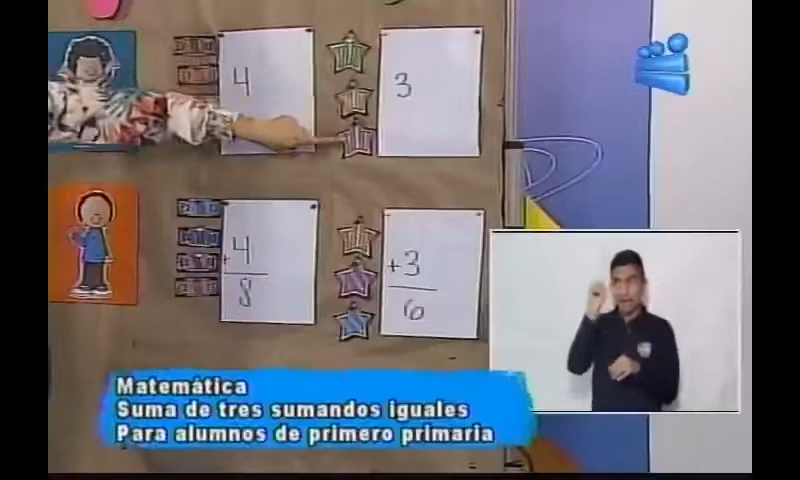 4
3
+4
8
+3
6
Matemática
Suma de tres sumandos iguales
Para alumnos de primero primaria